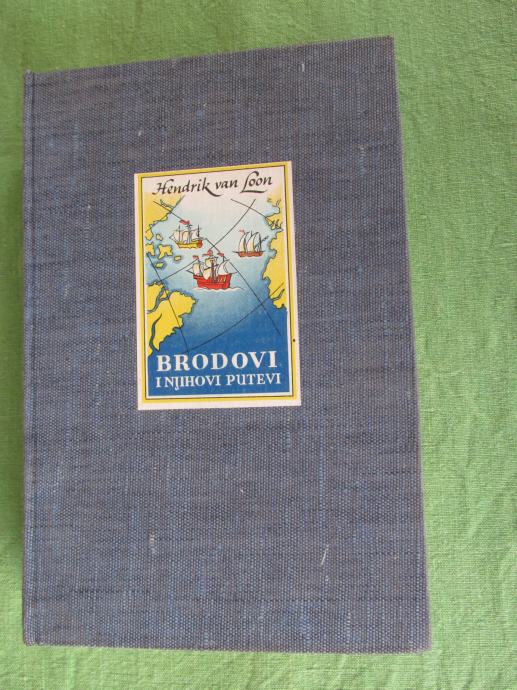 Hendrik van Loon
BRODOVI
I NJIHOVI PUTEVI